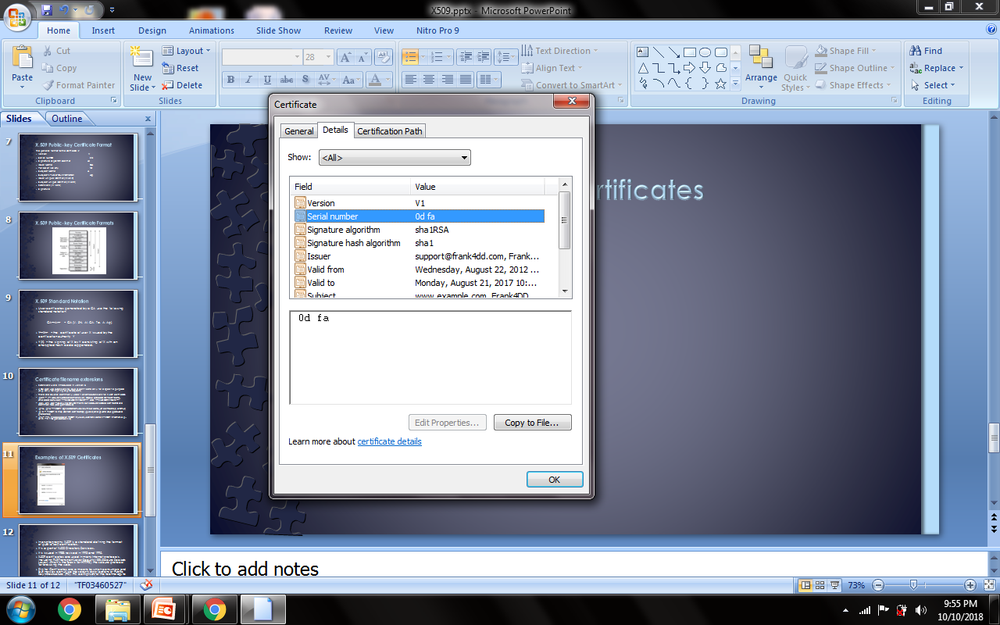 X509.pptx - Microsoft PowerPoint
Home Insert Design Animations Slide Show Review View Nitro Pro 9
Paste
Cut
Copy
Format Painter
Clipboard
New Slide
Layout
Reset
Delete
Slides
28
B I U abc S AV Aa A
Text Direction
Align Text
Convert to SmartArt
Arrange
Quick Styles
Shape Fill
Shape Outline
Shape Effects
Drawing
Find
Replace
Select
Editing
Slides Outline x
7
X.509 Public-key Certificate Format
8
X.509 Public-key Certificate Formats
9
X.509 Standard Notation
10
Certificate filename extensions
11
Examples of X.509 Certificates
12
rtificates
Certificate
General Details Certification Path
Show: <All>
Field Value
Version V1
Serial number 0d fa
Signature algorithm sha1RSA
Signature hash algorithm sha1
Issuer support@frank4dd.com, Frank...
Valid from Wednesday, August 22, 2012 ...
Valid to Monday, August 21, 2017 10:...
Subject www.example.com, Frank4DD
0d fa
Edit Properties... Copy to File...
Learn more about certificate details
OK
Click to add notes
Slide 11 of 12 "TF03460527" 73%
9:55 PM
10/10/2018